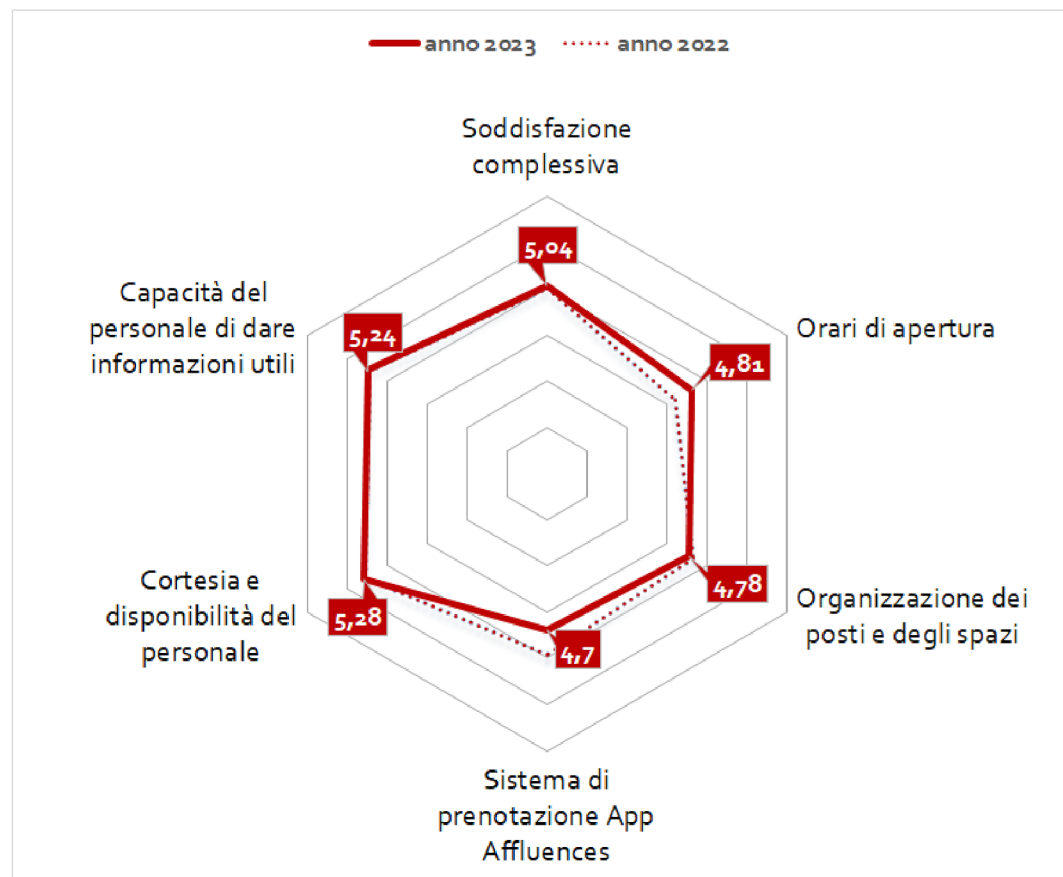 anno 2023 anno 2022
Soddisfazione
complessiva
5,04
Capacità del
personale di dare
informazioni utili
5,24
Orari di apertura
4,81
Cortesia e
disponibilità del
personale
5,28
4,7
4,78
Organizzazione dei
posti e degli spazi
Sistema di
prenotazione App
Affluences